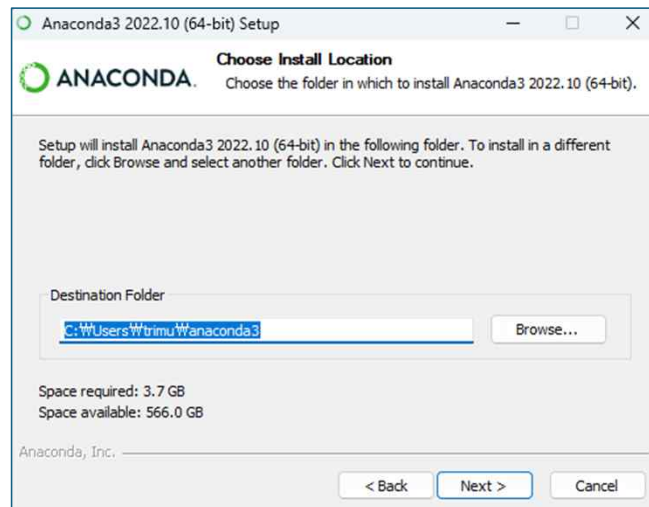 Anaconda3 2022.10 (64-bit) Setup
ANACONDA.
Choose Install Location
Choose the folder in which to install Anaconda3 2022.10 (64-bit).
Setup will install Anaconda3 2022.10 (64-bit) in the following folder. To install in a different
folder, click Browse and select another folder. Click Next to continue.
Destination Folder
C:₩Users₩trimu₩anaconda3
Browse...
Space required: 3.7 GB
Space available: 566.0 GB
Anaconda, Inc.
< Back
Next >
Cancel